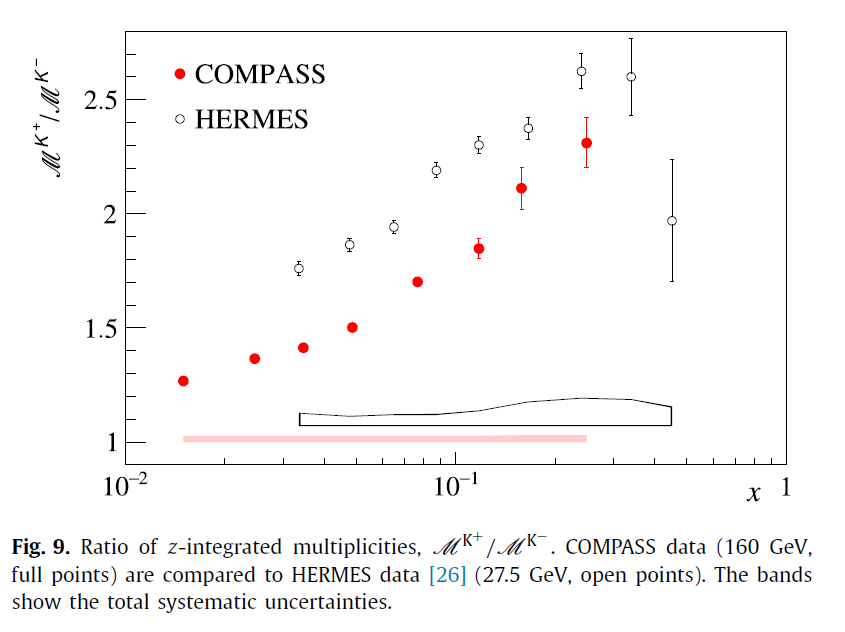 ℳ^K⁺/ℳ^K⁻
COMPASS
HERMES
2.5
2
1.5
1
10⁻²
10⁻¹
x
1
Fig. 9. Ratio of z-integrated multiplicities, ℳ^K⁺/ℳ^K⁻. COMPASS data (160 GeV,
full points) are compared to HERMES data [26] (27.5 GeV, open points). The bands
show the total systematic uncertainties.